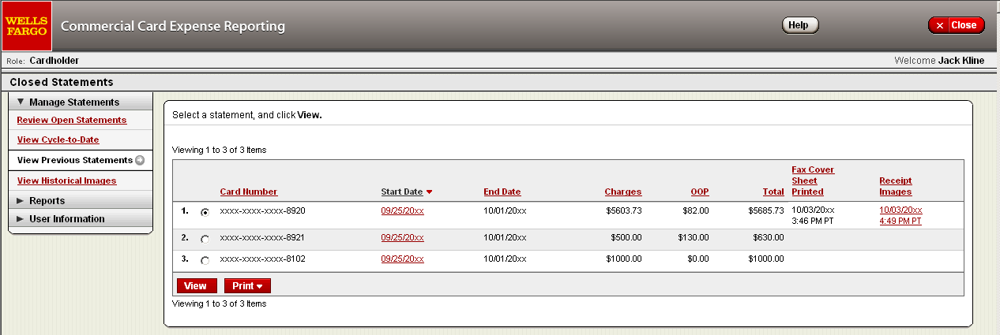 WELLS
FARGO
Commercial Card Expense Reporting
Help
× Close
Role: Cardholder
Welcome Jack Kline
Closed Statements
Manage Statements
Review Open Statements
View Cycle-to-Date
View Previous Statements
View Historical Images
Reports
User Information
Select a statement, and click View.
Viewing 1 to 3 of 3 Items
Card Number Start Date End Date Charges OOP Total Fax Cover Sheet Printed Receipt Images
1. xxxx-xxxx-xxxx-8920 09/25/20xx 10/01/20xx $5603.73 $82.00 $5685.73 10/03/20xx 3:46 PM PT 10/03/20xx 4:49 PM PT
2. xxxx-xxxx-xxxx-8921 09/25/20xx 10/01/20xx $500.00 $130.00 $630.00
3. xxxx-xxxx-xxxx-8102 09/25/20xx 10/01/20xx $1000.00 $0.00 $1000.00
View Print
Viewing 1 to 3 of 3 Items